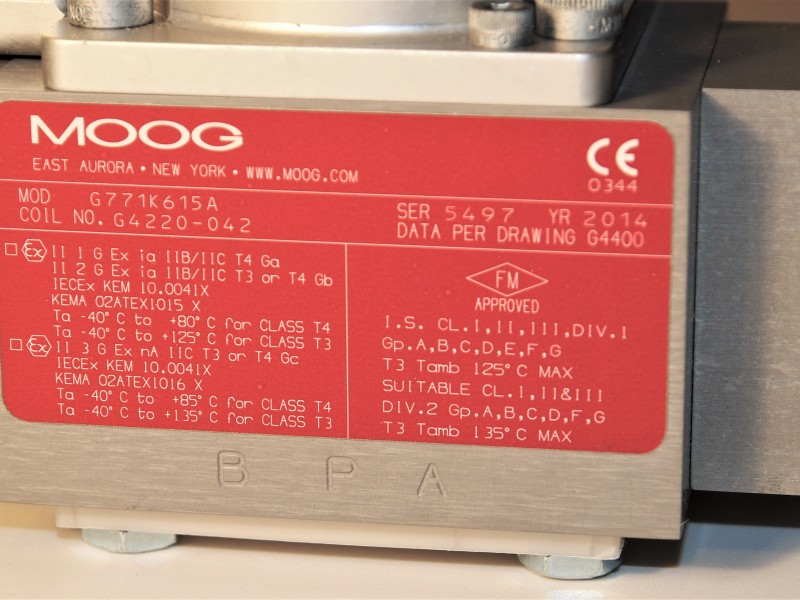 MOOG
EAST AURORA • NEW YORK • WWW.MOOG.COM
CE
0344
MOD G771K615A
COIL NO. G4220-042
SER 5497 YR 2014
DATA PER DRAWING G4400
Ex II 1 G Ex ia IIB/IIC T4 Ga
II 2 G Ex ia IIB/IIC T3 or T4 Gb
IECEx KEM 10.0041X
KEMA 02ATEX1015 X
Ta -40°C to +80°C for CLASS T4
Ta -40°C to +125°C for CLASS T3
Ex II 3 G Ex nA IIC T3 or T4 Gc
IECEx KEM 10.0041X
KEMA 02ATEX1016 X
Ta -40°C to +85°C for CLASS T4
Ta -40°C to +135°C for CLASS T3
FM
APPROVED
I.S. CL.I,II,III,DIV.1
Gp.A,B,C,D,E,F,G
T3 Tamb 125°C MAX
SUITABLE CL.I,II&III
DIV.2 Gp.A,B,C,D,F,G
T3 Tamb 135°C MAX
B P A